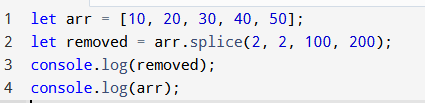 1 let arr = [10, 20, 30, 40, 50];
2 let removed = arr.splice(2, 2, 100, 200);
3 console.log(removed);
4 console.log(arr);